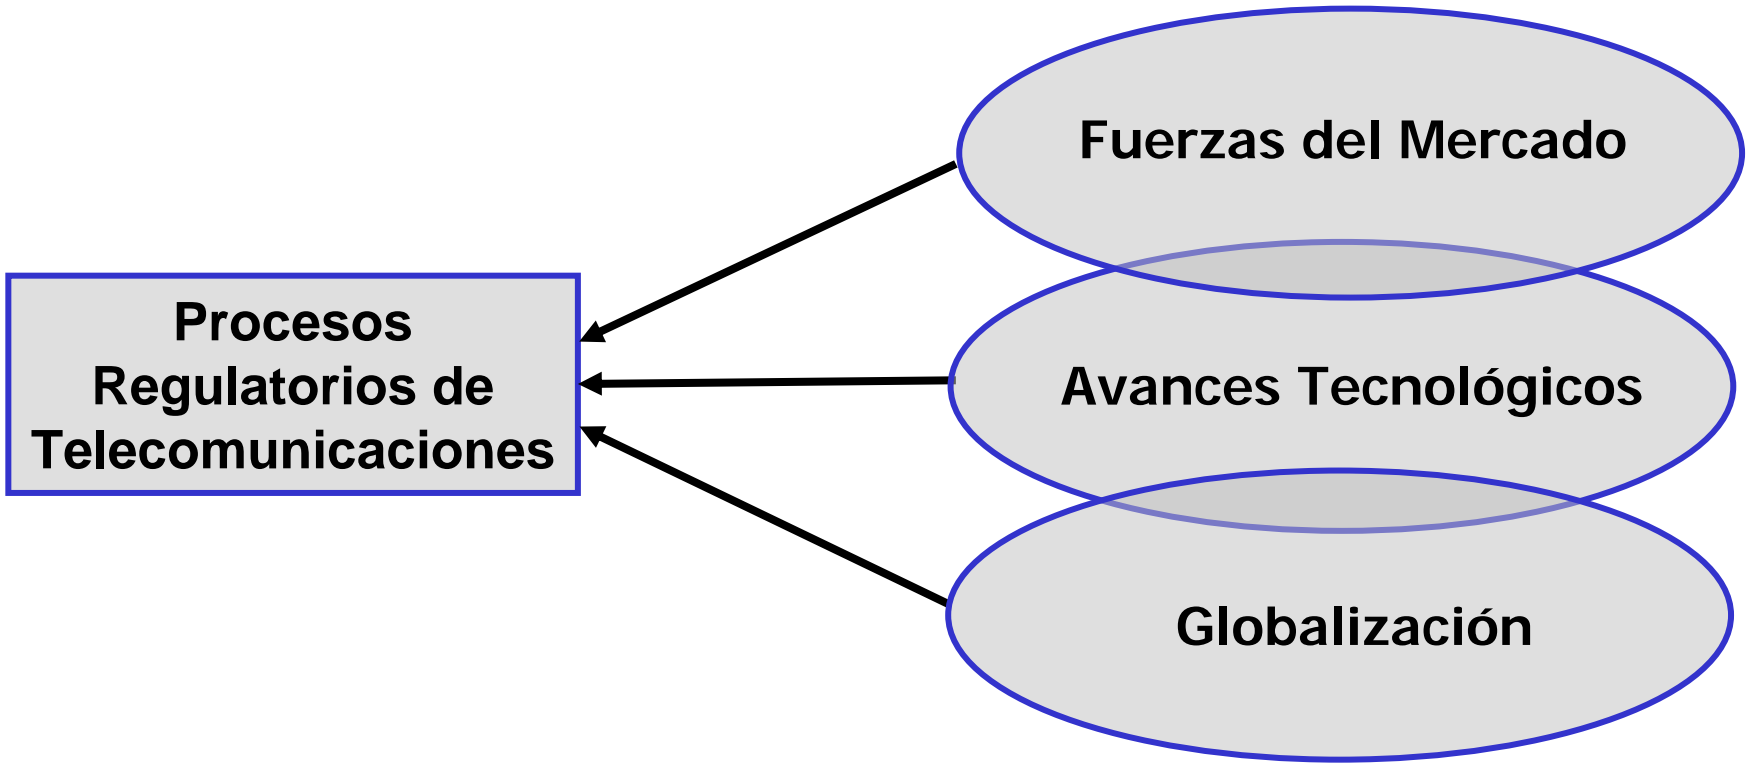 Fuerzas del Mercado
Procesos
Regulatorios de
Telecomunicaciones
Avances Tecnológicos
Globalización